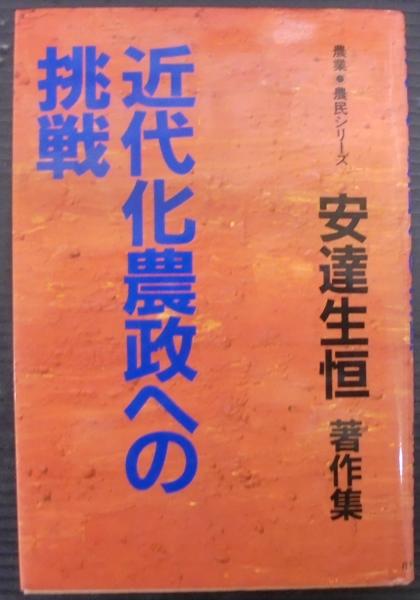 農業●農民シリーズ
安達生恒 著作集
近代化農政への
挑戦